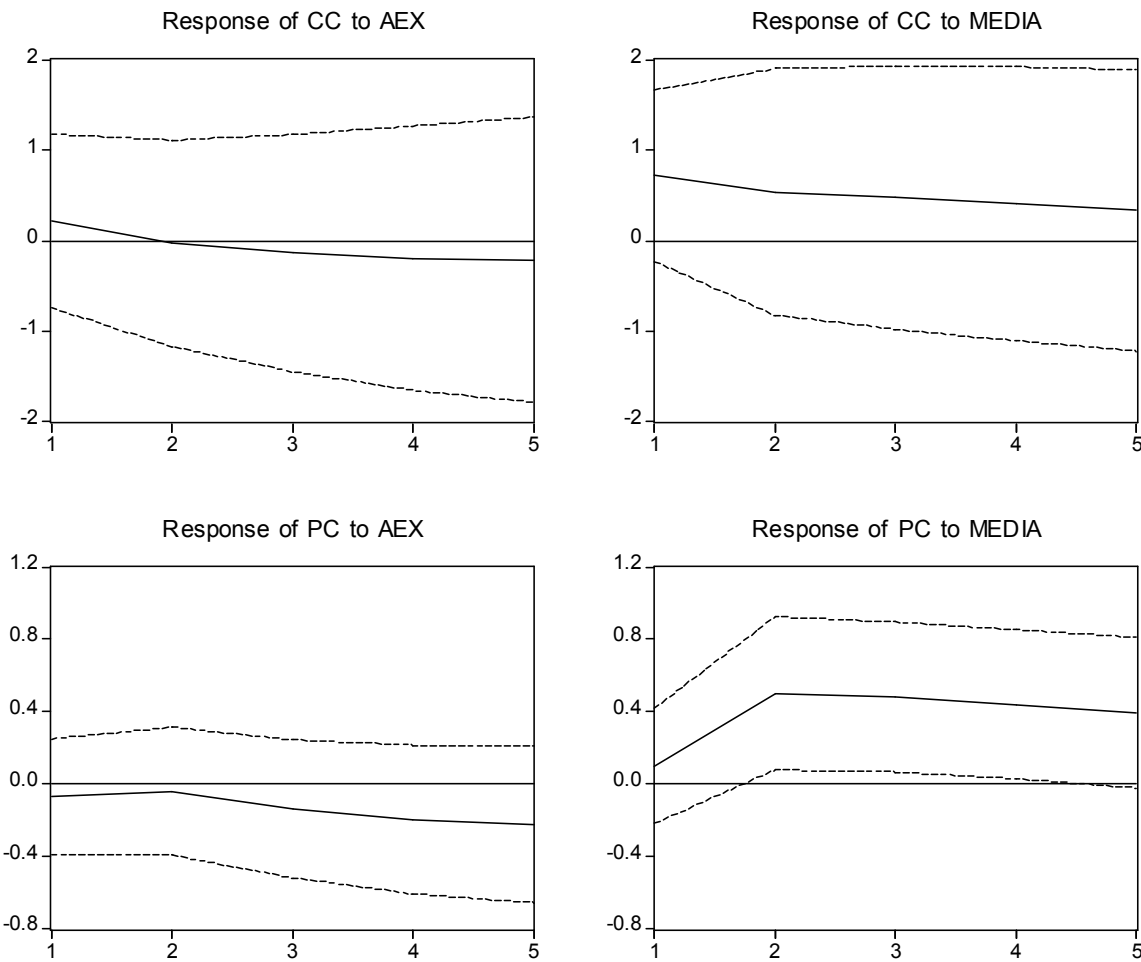 Response of CC to AEX
2
1
0
-1
-2
1 2 3 4 5
Response of CC to MEDIA
2
1
0
-1
-2
1 2 3 4 5
Response of PC to AEX
1.2
0.8
0.4
0.0
-0.4
-0.8
1 2 3 4 5
Response of PC to MEDIA
1.2
0.8
0.4
0.0
-0.4
-0.8
1 2 3 4 5